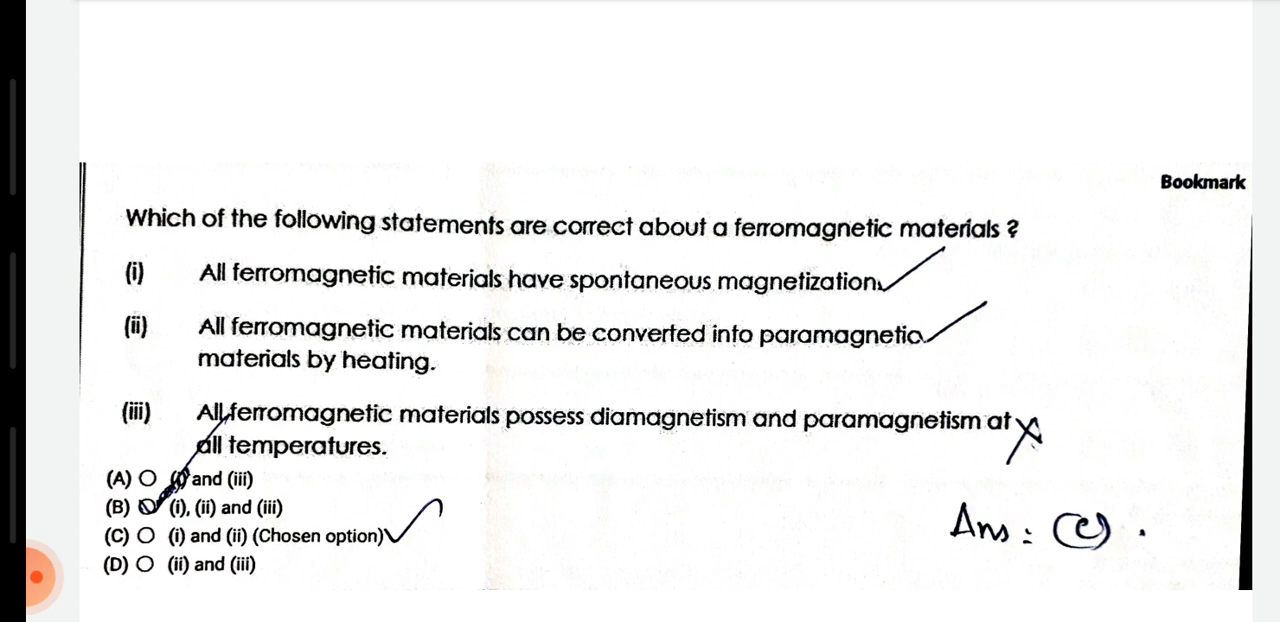 Bookmark
Which of the following statements are correct about a ferromagnetic materials ?
(i) All ferromagnetic materials have spontaneous magnetization.
(ii) All ferromagnetic materials can be converted into paramagnetic
materials by heating.
(iii) All ferromagnetic materials possess diamagnetism and paramagnetism at
all temperatures.
(A) (i) and (iii)
(B) (i), (ii) and (iii)
(C) (i) and (ii) (Chosen option)
(D) (ii) and (iii)
Ans : (C) .